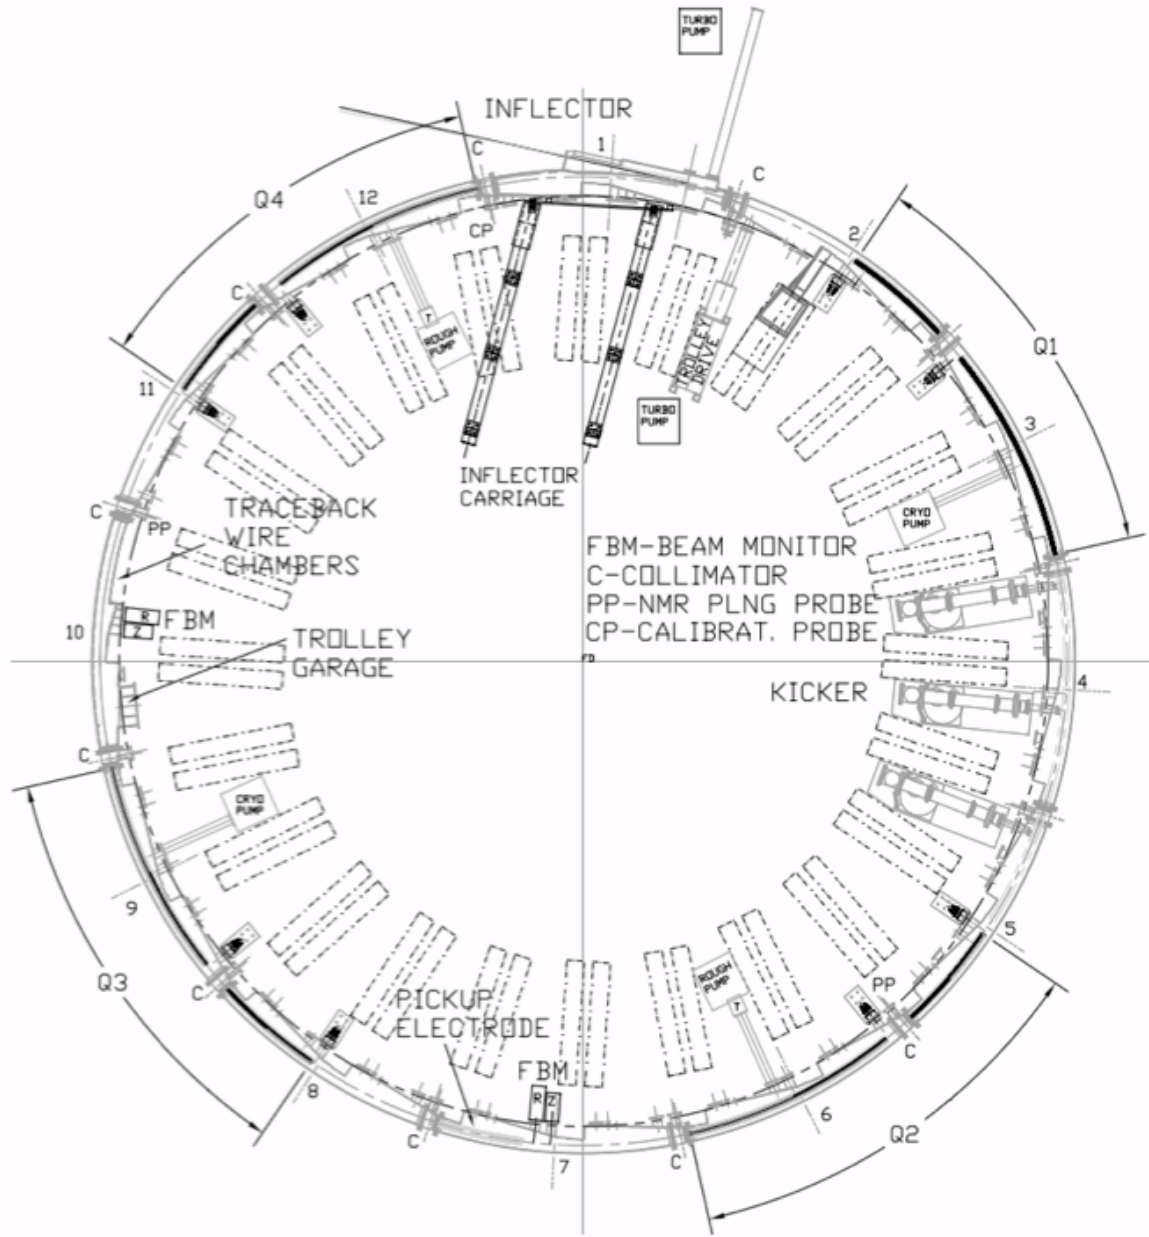 TURBO
PUMP
INFLECTOR
C
1
C
12
Q4
2
CP
C
Q1
T
ROUGH
PUMP
TROLLEY
DRIVE
11
TURBO
PUMP
3
INFLECTOR
CARRIAGE
C
PP
TRACEBACK
WIRE
CHAMBERS
CRYO
PUMP
FBM-BEAM MONITOR
C-COLLIMATOR
PP-NMR PLNG PROBE
CP-CALIBRAT. PROBE
R
Z
FBM
10
TROLLEY
GARAGE
KICKER
4
C
CRYO
PUMP
9
5
Q3
C
PP
ROUGH
PUMP
T
PICKUP
ELECTRODE
C
FBM
R
Z
8
6
C
Q2
C
7